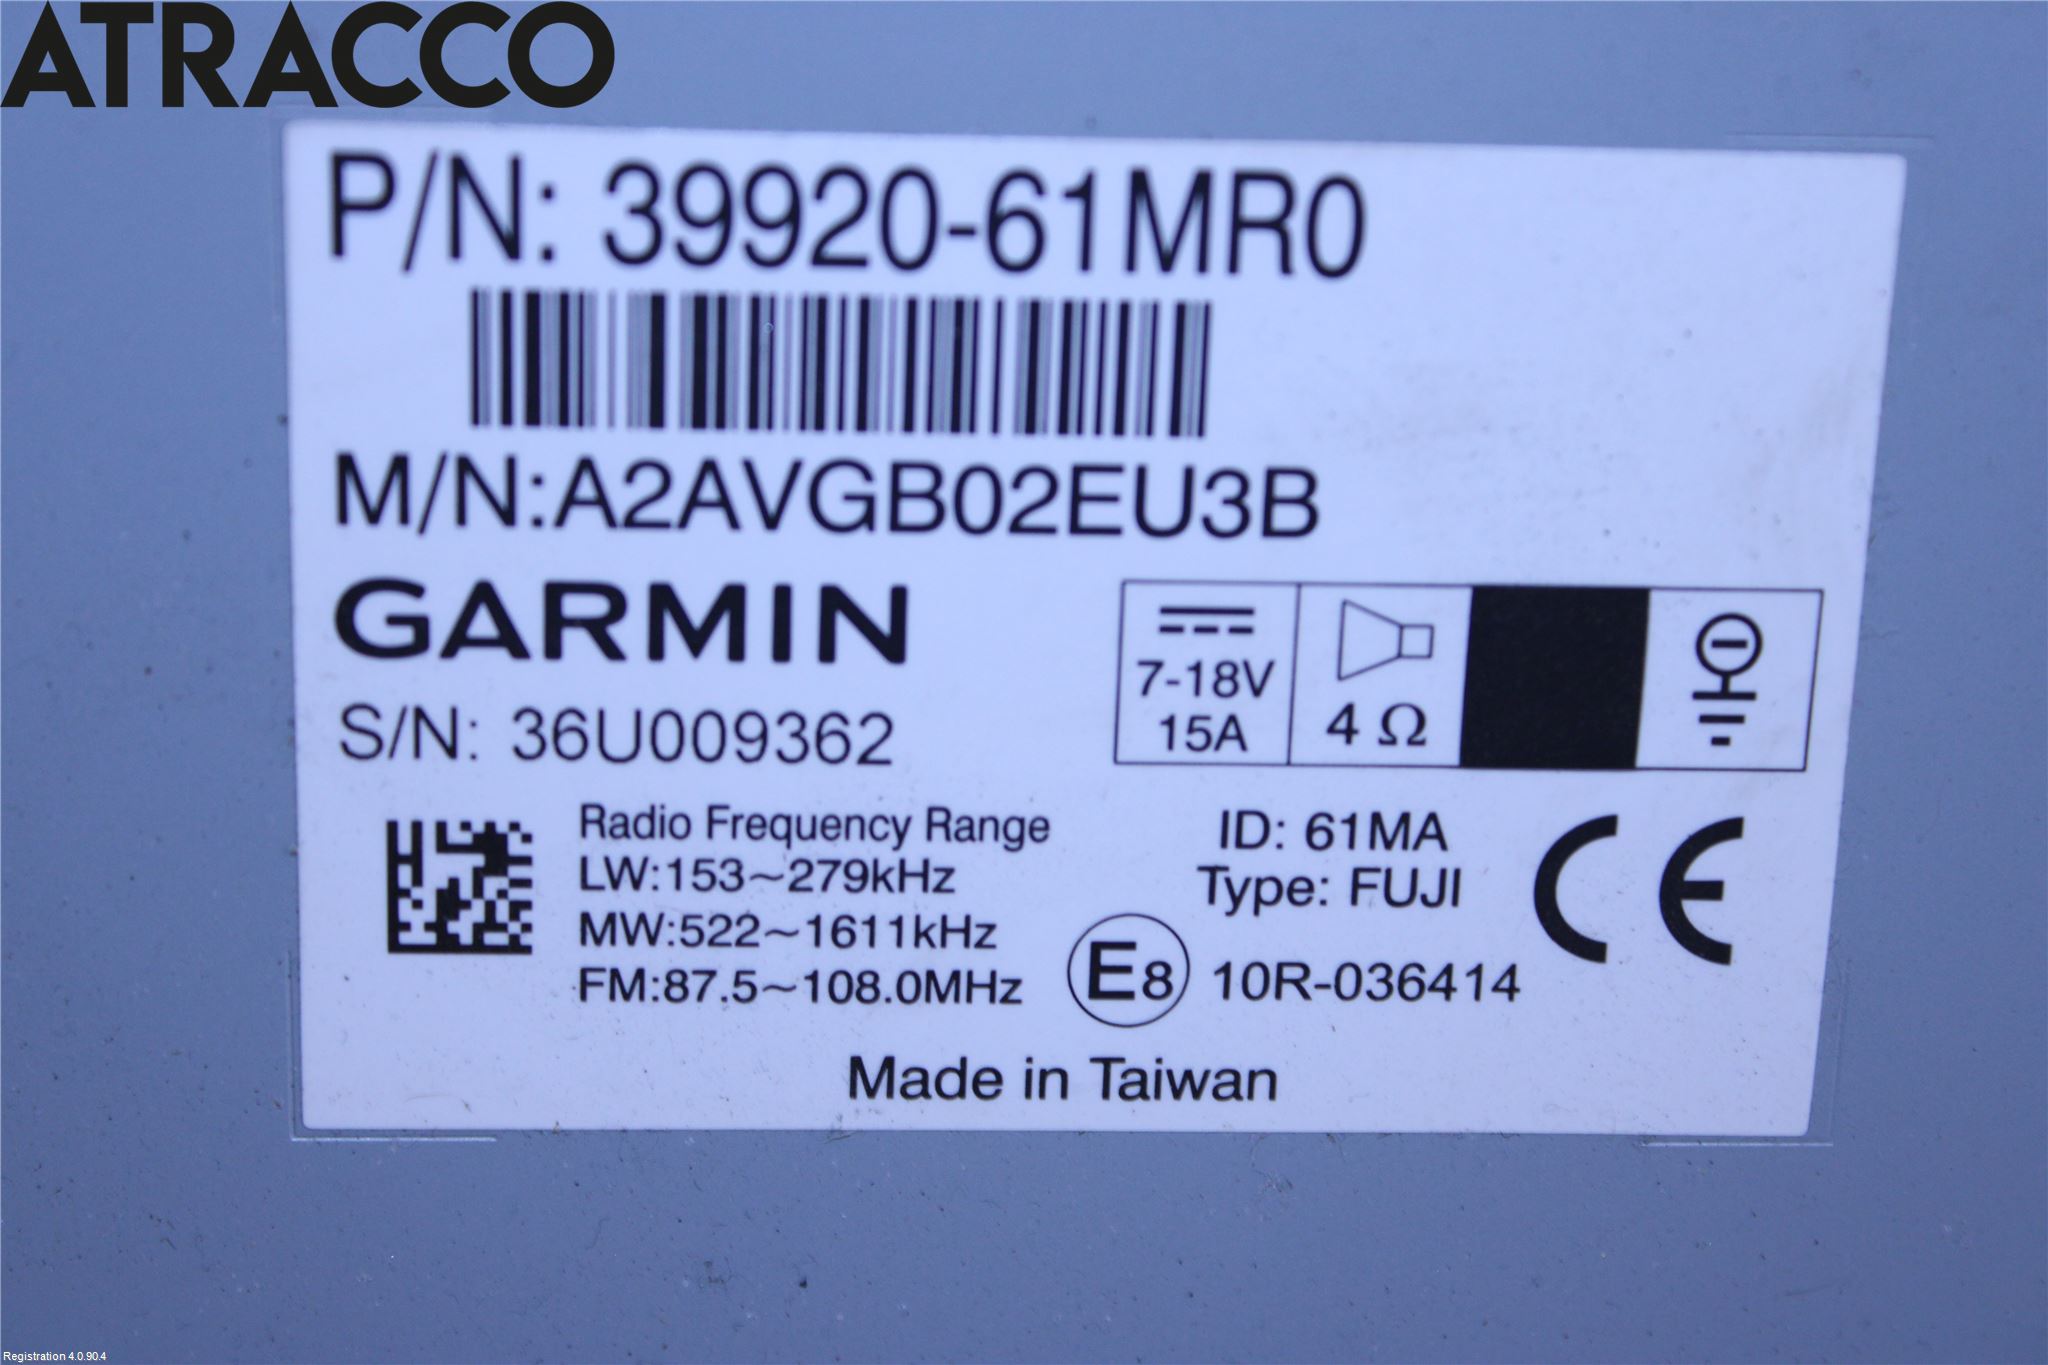 ATRACCO
P/N: 39920-61MR0
M/N:A2AVGB02EU3B
GARMIN
7-18V
15A
4 Ω
S/N: 36U009362
Radio Frequency Range
LW:153~279kHz
MW:522~1611kHz
FM:87.5~108.0MHz
ID: 61MA
Type: FUJI
CE
E8 10R-036414
Made in Taiwan
Registration 4.0.90.4